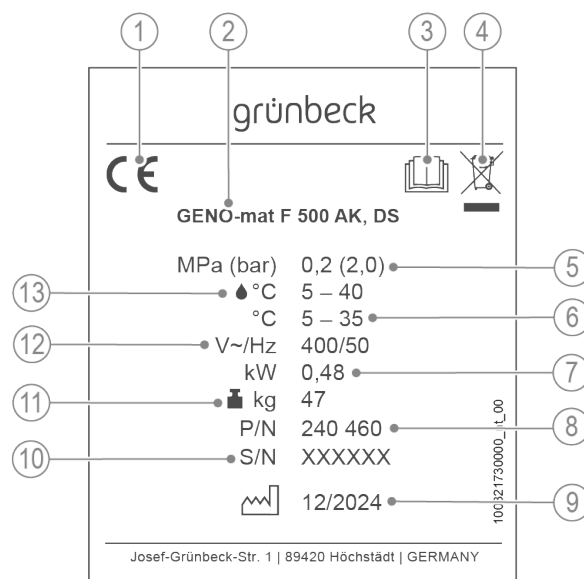 1 2 3 4
grünbeck
CE
GENO-mat F 500 AK, DS
MPa (bar) 0,2 (2,0) 5
13 °C 5 – 40
°C 5 – 35 6
12 V~/Hz 400/50
kW 0,48 7
11 kg 47
P/N 240 460 8
10 S/N XXXXXX
12/2024 9
Josef-Grünbeck-Str. 1 | 89420 Höchstädt | GERMANY